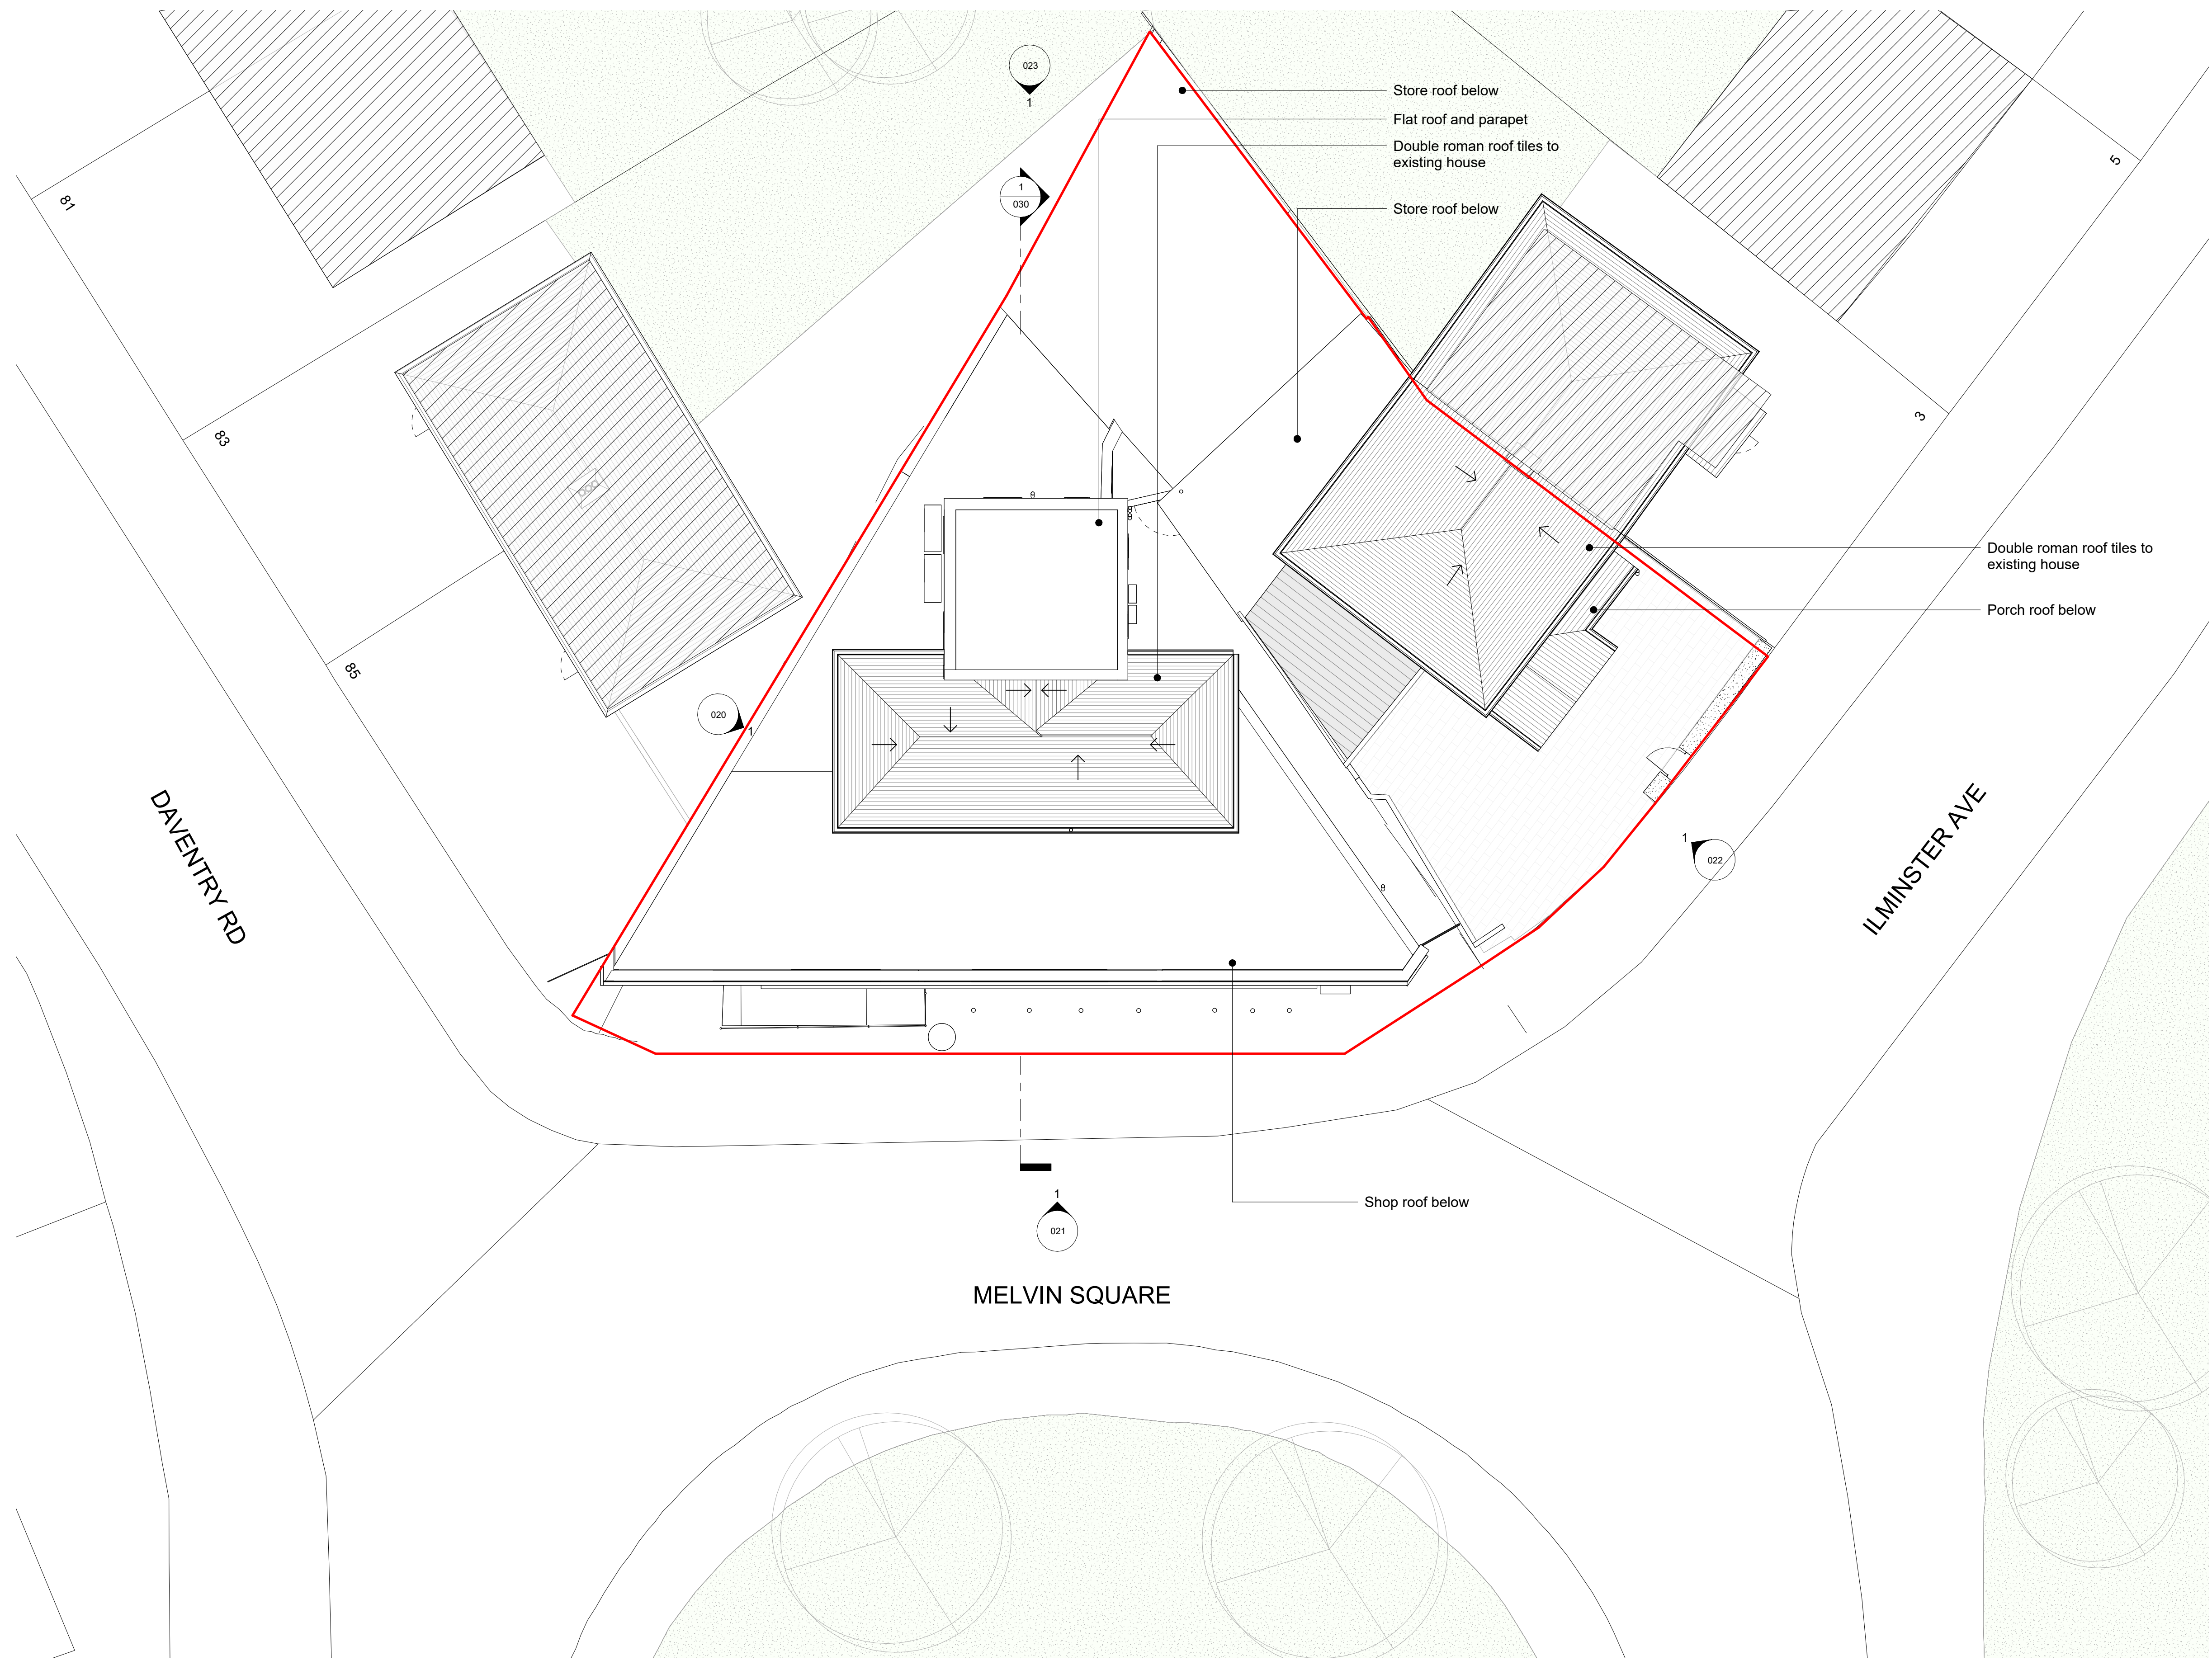 023
1
Store roof below
Flat roof and parapet
Double roman roof tiles to
existing house
Store roof below
1
030
5
81
3
83
Double roman roof tiles to
existing house
Porch roof below
85
020
1
DAVENTRY RD
1
022
ILMINSTER AVE
Shop roof below
1
021
MELVIN SQUARE